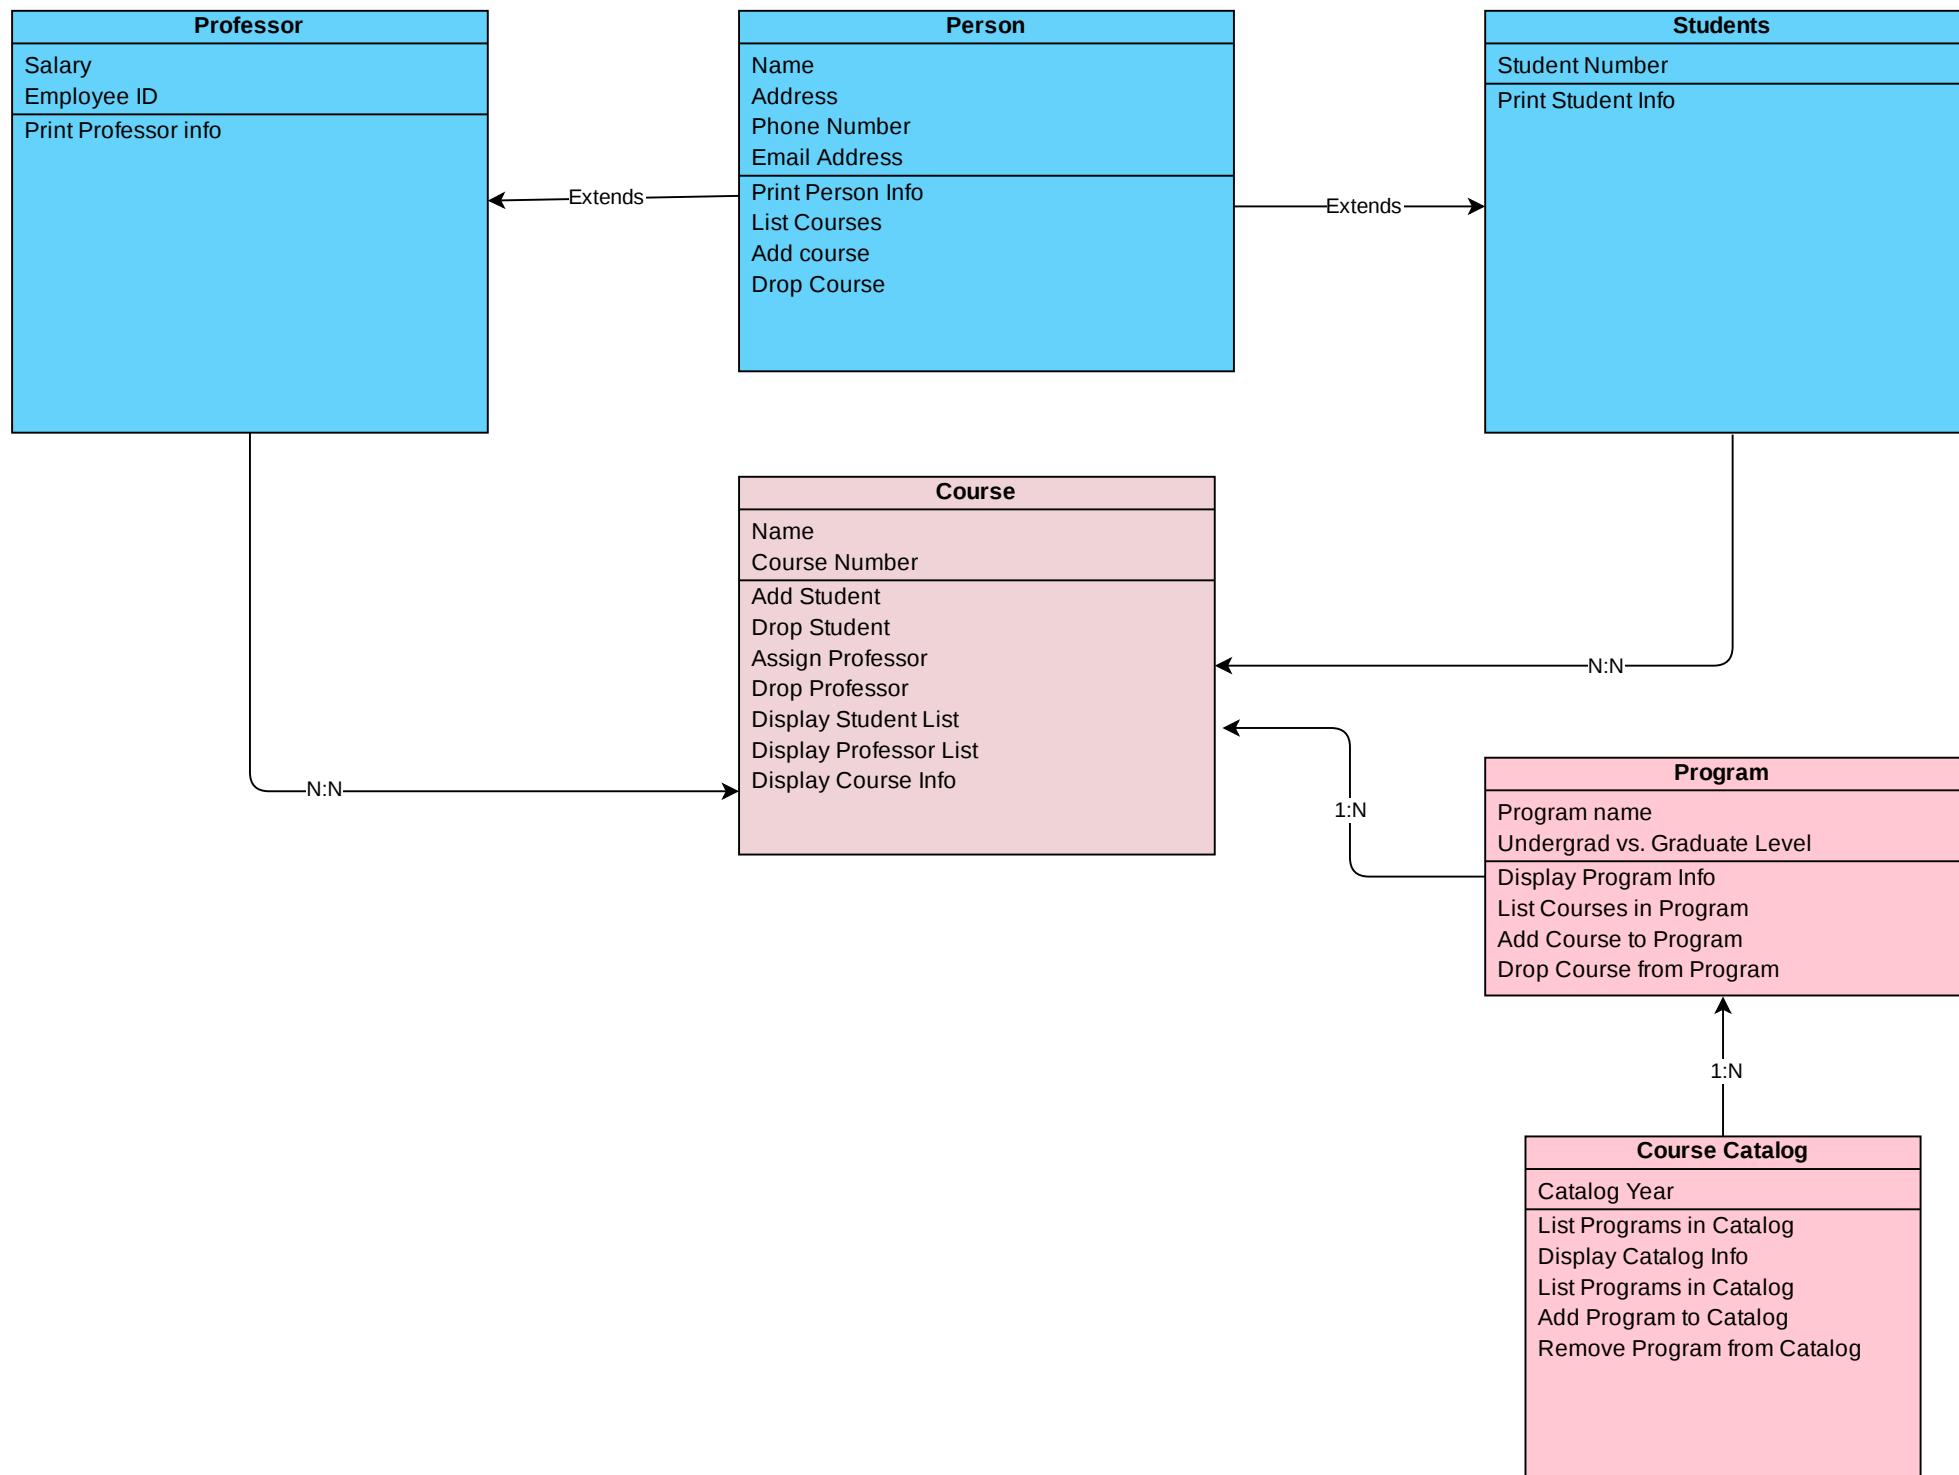 Professor
Salary
Employee ID
Print Professor info
Person
Name
Address
Phone Number
Email Address
Print Person Info
List Courses
Add course
Drop Course
Students
Student Number
Print Student Info
Extends
Extends
Course
Name
Course Number
Add Student
Drop Student
Assign Professor
Drop Professor
Display Student List
Display Professor List
Display Course Info
N:N
N:N
1:N
Program
Program name
Undergrad vs. Graduate Level
Display Program Info
List Courses in Program
Add Course to Program
Drop Course from Program
1:N
Course Catalog
Catalog Year
List Programs in Catalog
Display Catalog Info
List Programs in Catalog
Add Program to Catalog
Remove Program from Catalog